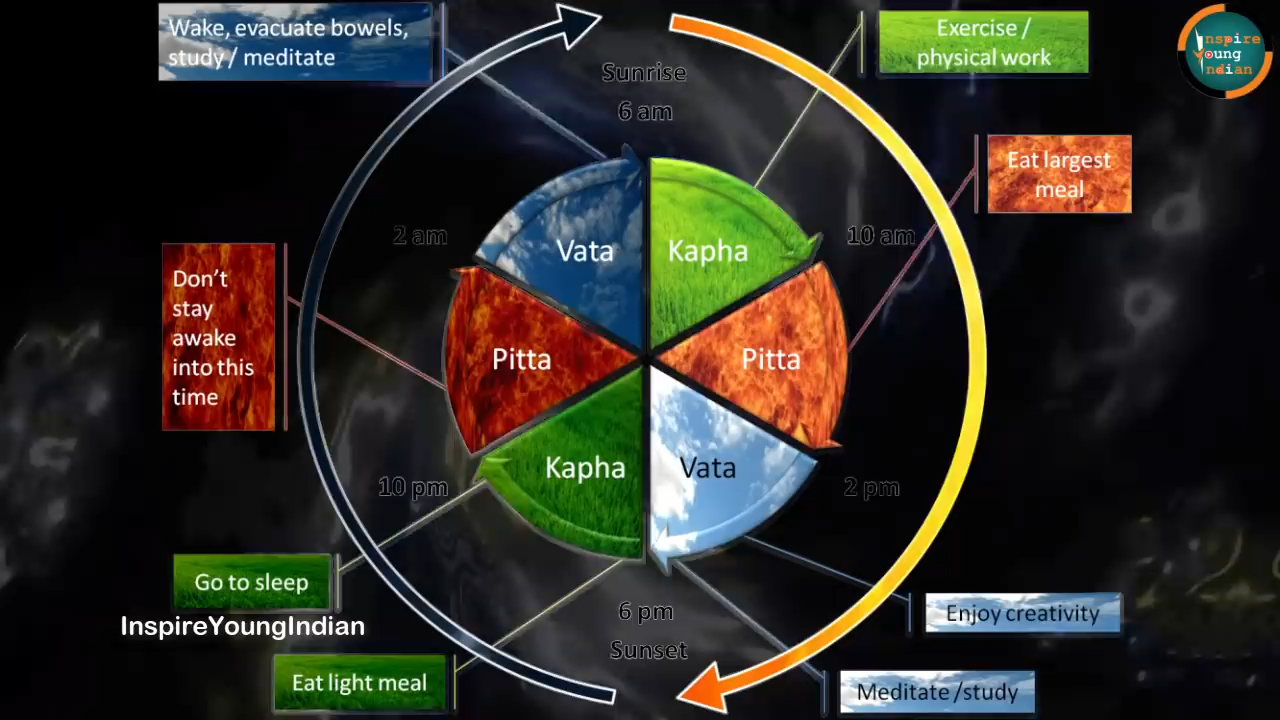 Wake, evacuate bowels,
study / meditate
Exercise /
physical work
Inspire
Young
Indian
Sunrise
6 am
Eat largest
meal
2 am
10 am
Vata
Kapha
Don't
stay
awake
into this
time
Pitta
Pitta
Kapha
Vata
10 pm
2 pm
Go to sleep
InspireYoungIndian
6 pm
Sunset
Enjoy creativity
Eat light meal
Meditate /study